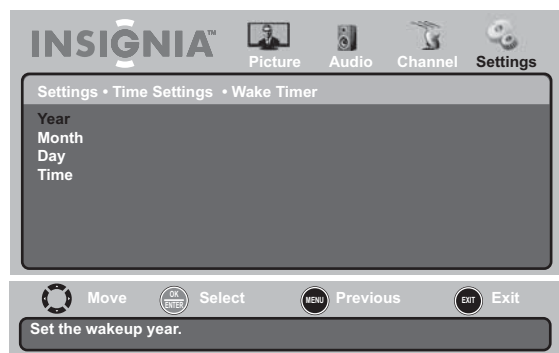 INSIGNIA™
Picture Audio Channel Settings
Settings • Time Settings • Wake Timer
Year
Month
Day
Time
Move OK ENTER Select MENU Previous EXIT Exit
Set the wakeup year.